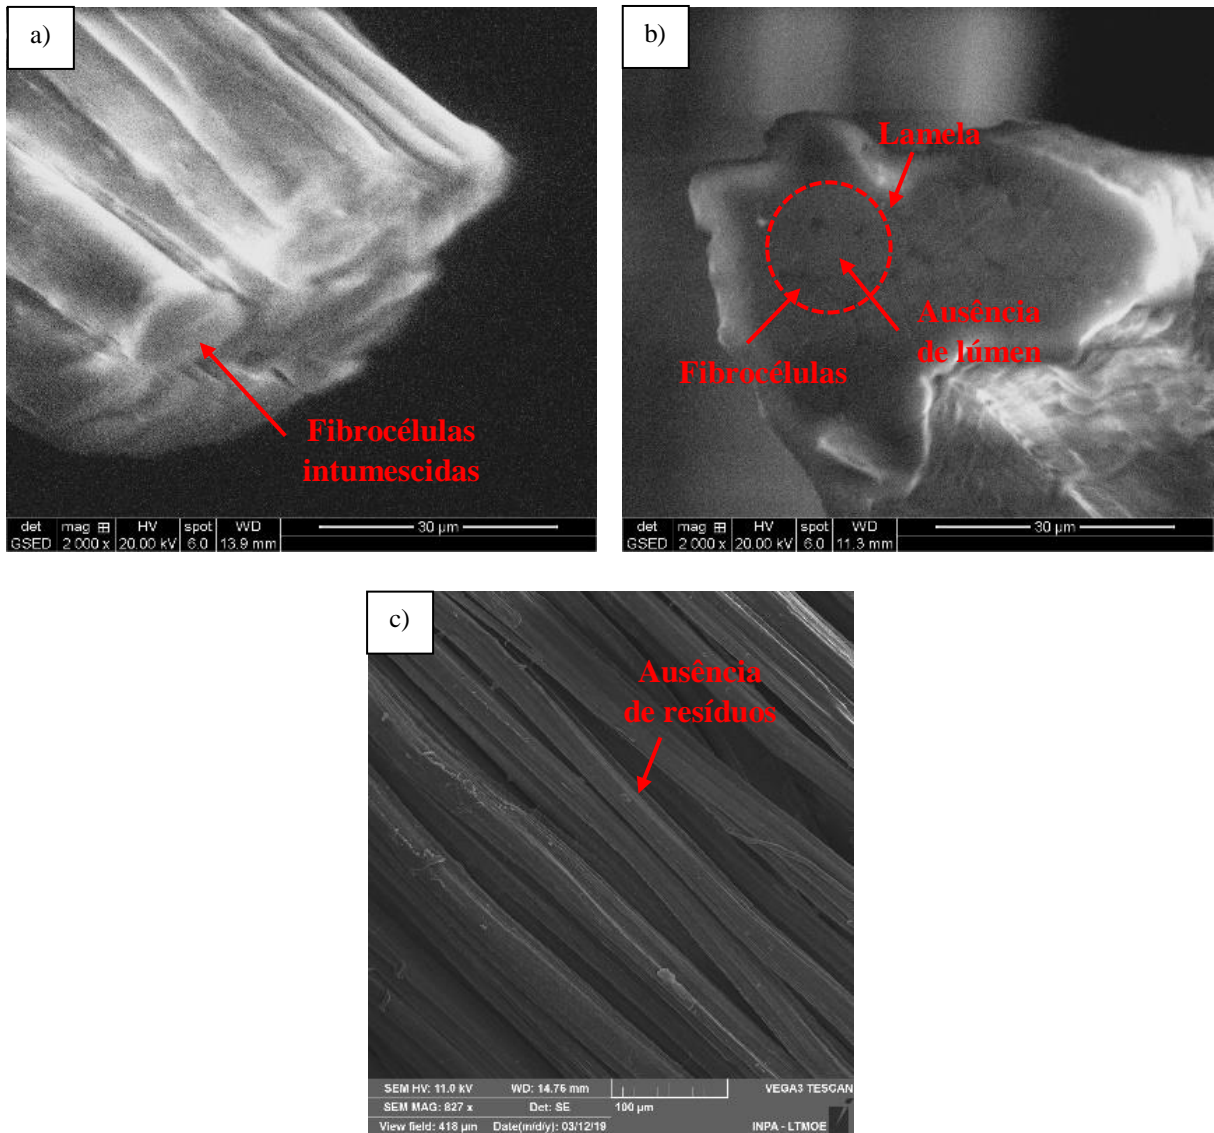 a)
Fibrocélulas
intumescidas
det mag HV spot WD
GSED 2 000 x 20.00 kV 6.0 13.9 mm 30 µm
b)
Lamela
Ausência
de lúmen
Fibrocélulas
det mag HV spot WD
GSED 2 000 x 20.00 kV 6.0 11.3 mm 30 µm
c)
Ausência
de resíduos
SEM HV: 11.0 kV WD: 14.76 mm VEGA3 TESCAN
SEM MAG: 827 x Det: SE 100 µm
View field: 418 µm Date(m/d/y): 03/12/19 INPA - LTMOE